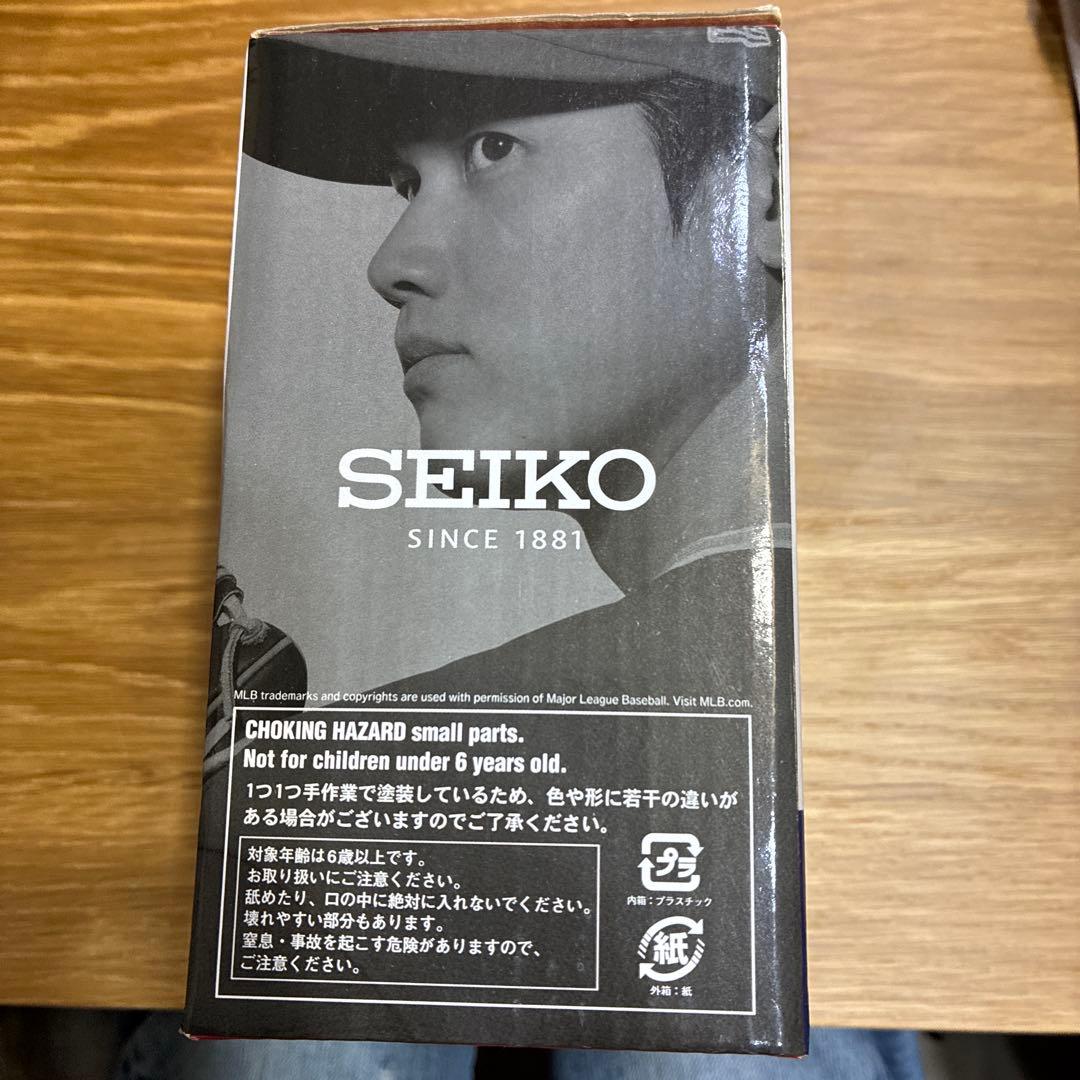 SEIKO
SINCE 1881
MLB trademarks and copyrights are used with permission of Major League Baseball. Visit MLB.com.
CHOKING HAZARD small parts.
Not for children under 6 years old.
1つ1つ手作業で塗装しているため、色や形に若干の違いが
ある場合がございますのでご了承ください。
対象年齢は6歳以上です。
お取り扱いにご注意ください。
舐めたり、口の中に絶対に入れないでください。
壊れやすい部分もあります。
窒息・事故を起こす危険がありますので、
ご注意ください。
プラ
内箱：プラスチック
紙
外箱：紙